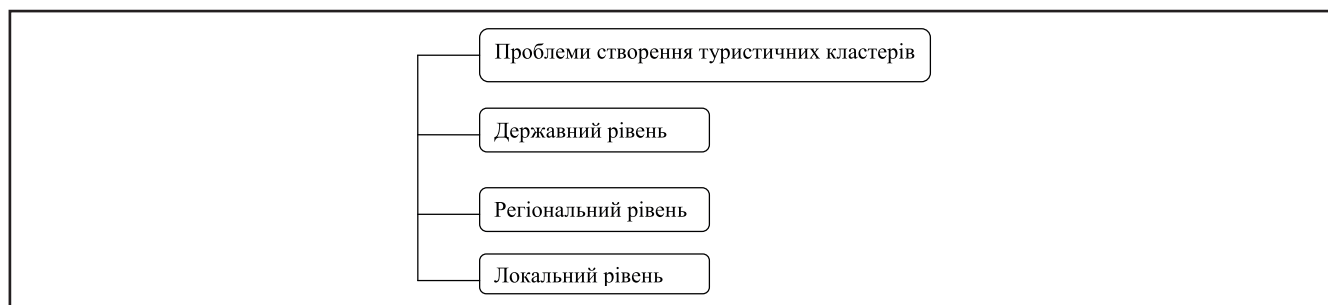 Проблеми створення туристичних кластерів
Державний рівень
Регіональний рівень
Локальний рівень